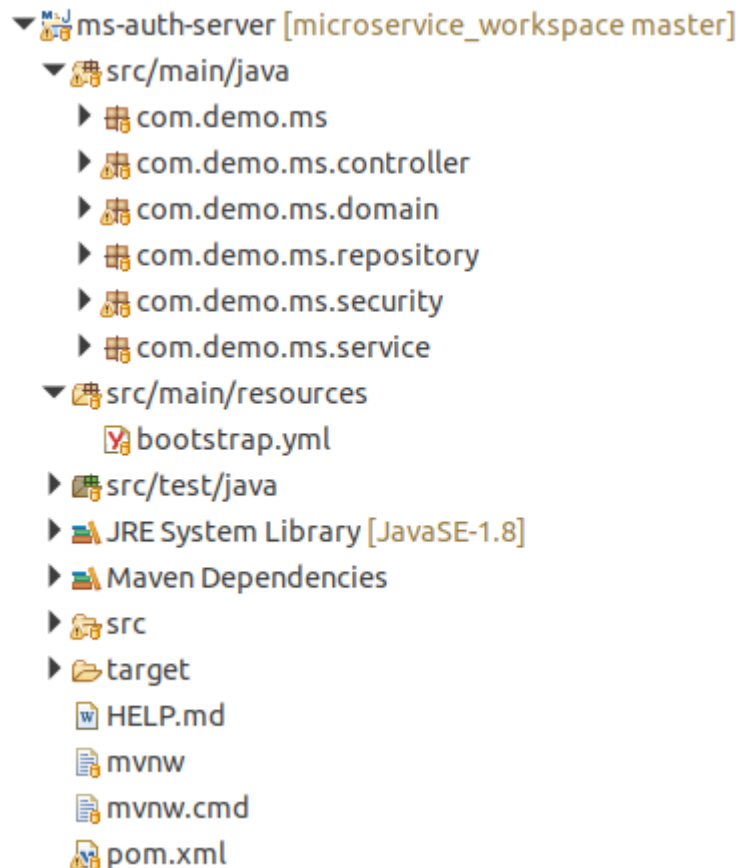 ms-auth-server [microservice_workspace master]
src/main/java
com.demo.ms
com.demo.ms.controller
com.demo.ms.domain
com.demo.ms.repository
com.demo.ms.security
com.demo.ms.service
src/main/resources
bootstrap.yml
src/test/java
JRE System Library [JavaSE-1.8]
Maven Dependencies
src
target
HELP.md
mvnw
mvnw.cmd
pom.xml